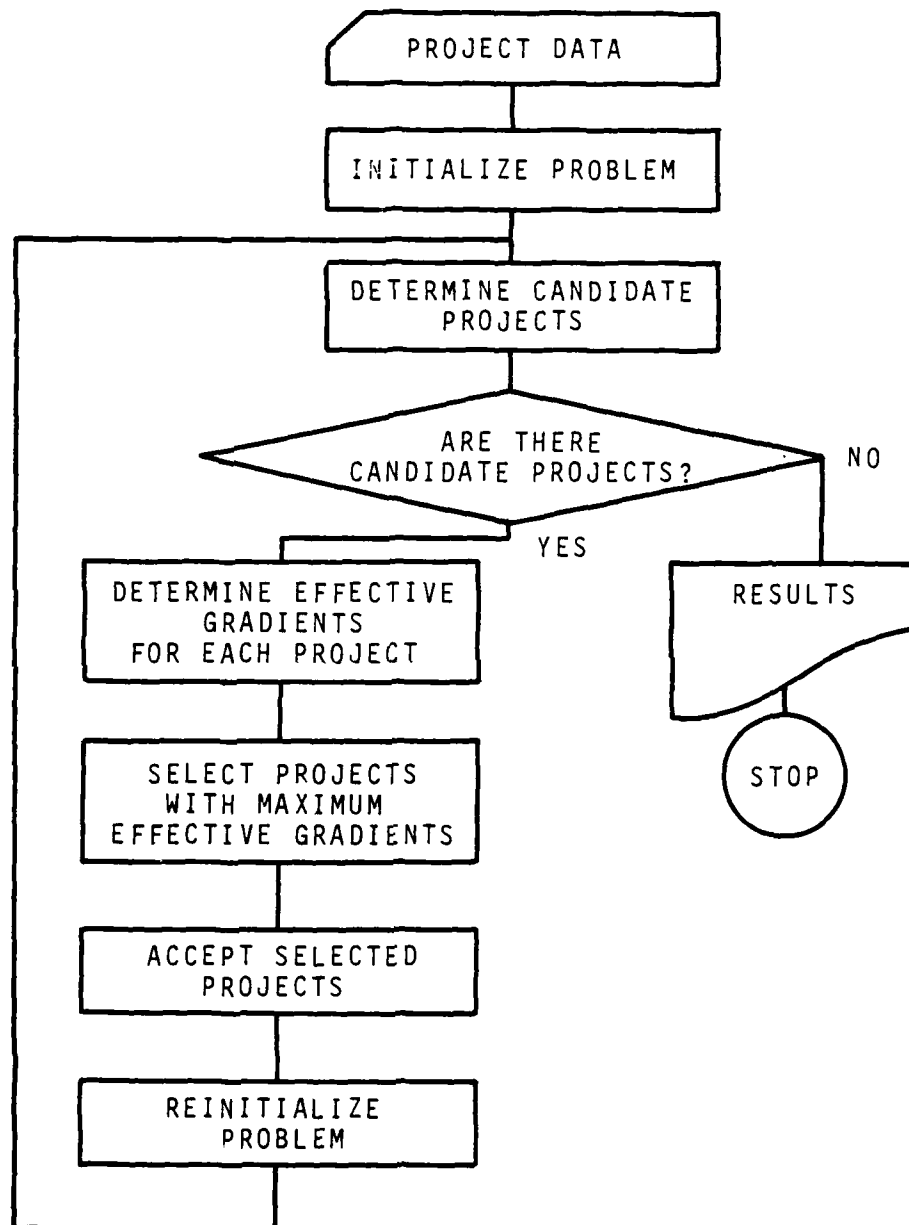 PROJECT DATA
INITIALIZE PROBLEM
DETERMINE CANDIDATE
PROJECTS
ARE THERE
CANDIDATE PROJECTS?
NO
YES
DETERMINE EFFECTIVE
GRADIENTS
FOR EACH PROJECT
RESULTS
SELECT PROJECTS
WITH MAXIMUM
EFFECTIVE GRADIENTS
STOP
ACCEPT SELECTED
PROJECTS
REINITIALIZE
PROBLEM